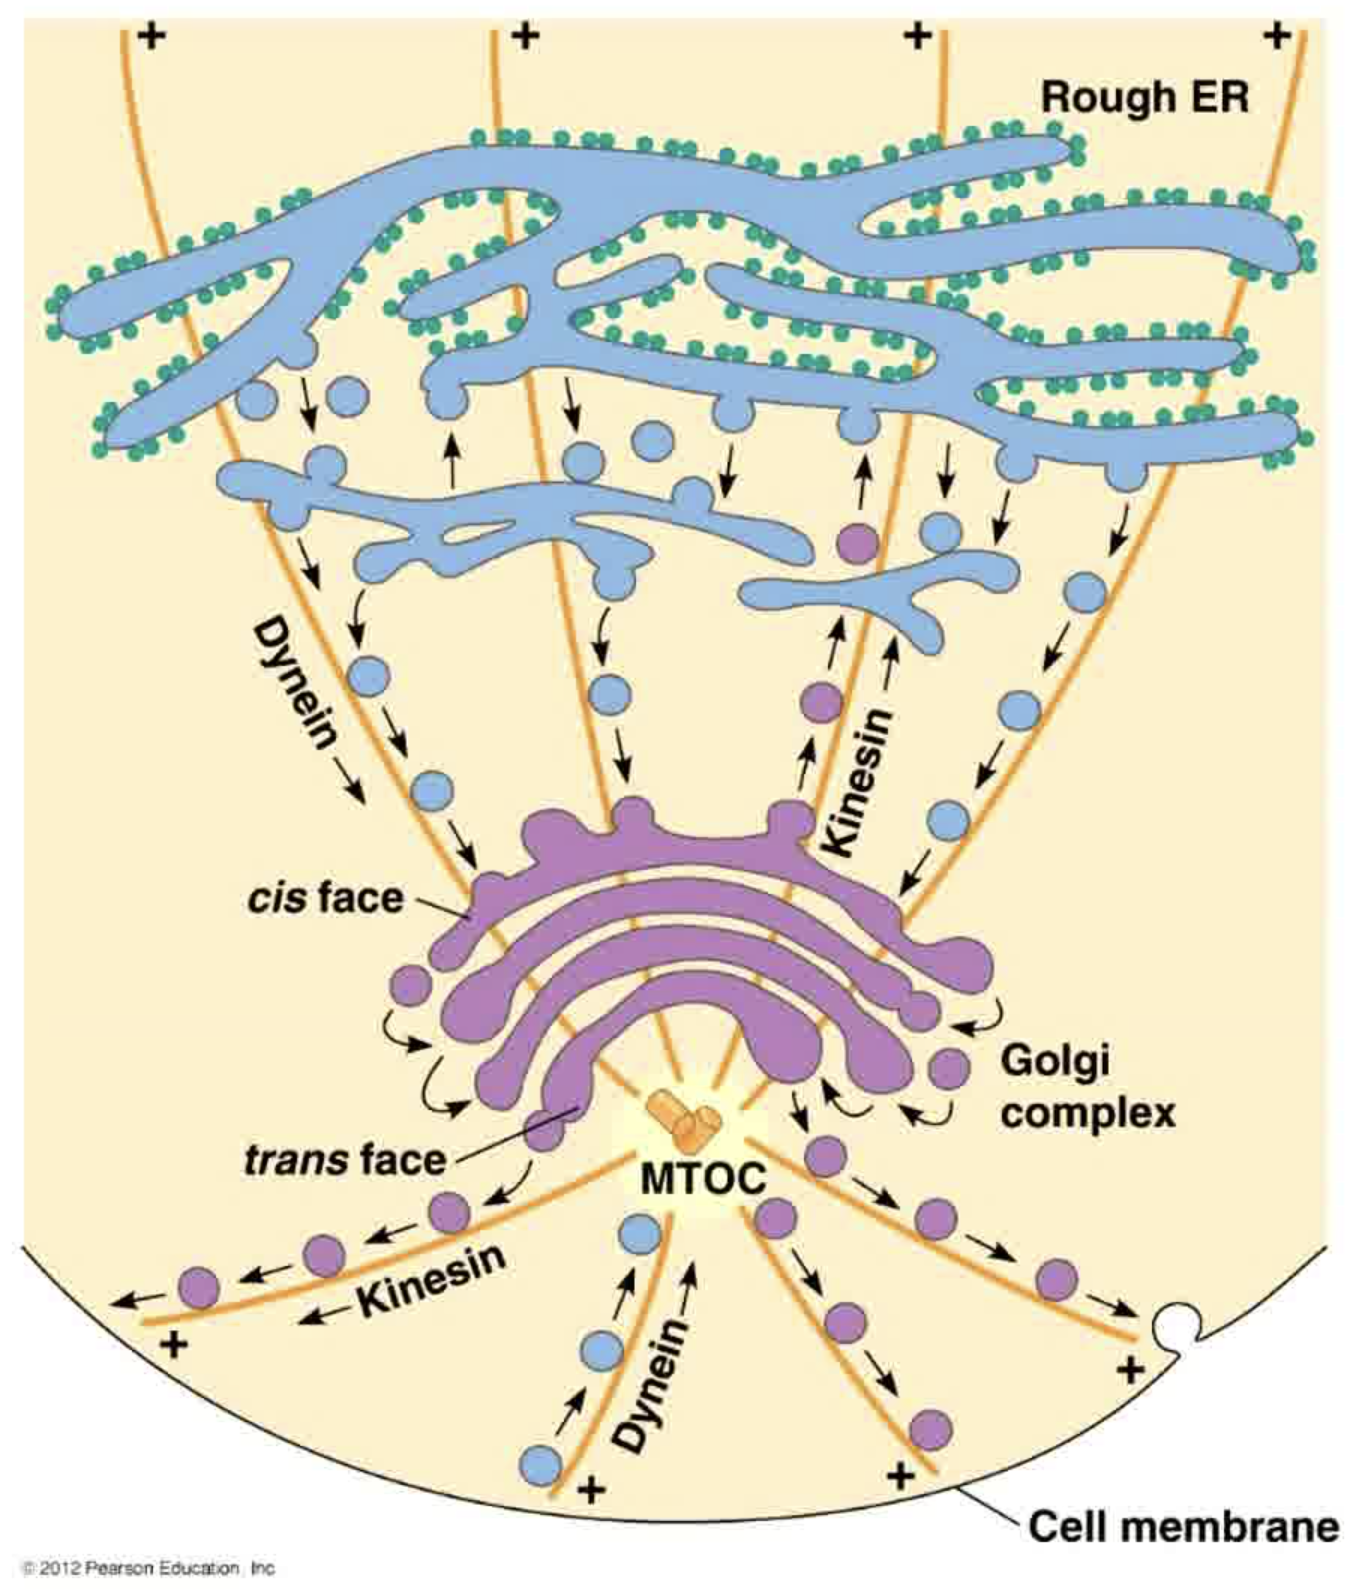 + + + +
Rough ER
Dynein
Kinesin
cis face
Golgi
complex
trans face
MTOC
Kinesin
Dynein
+ + + +
Cell membrane
© 2012 Pearson Education, Inc